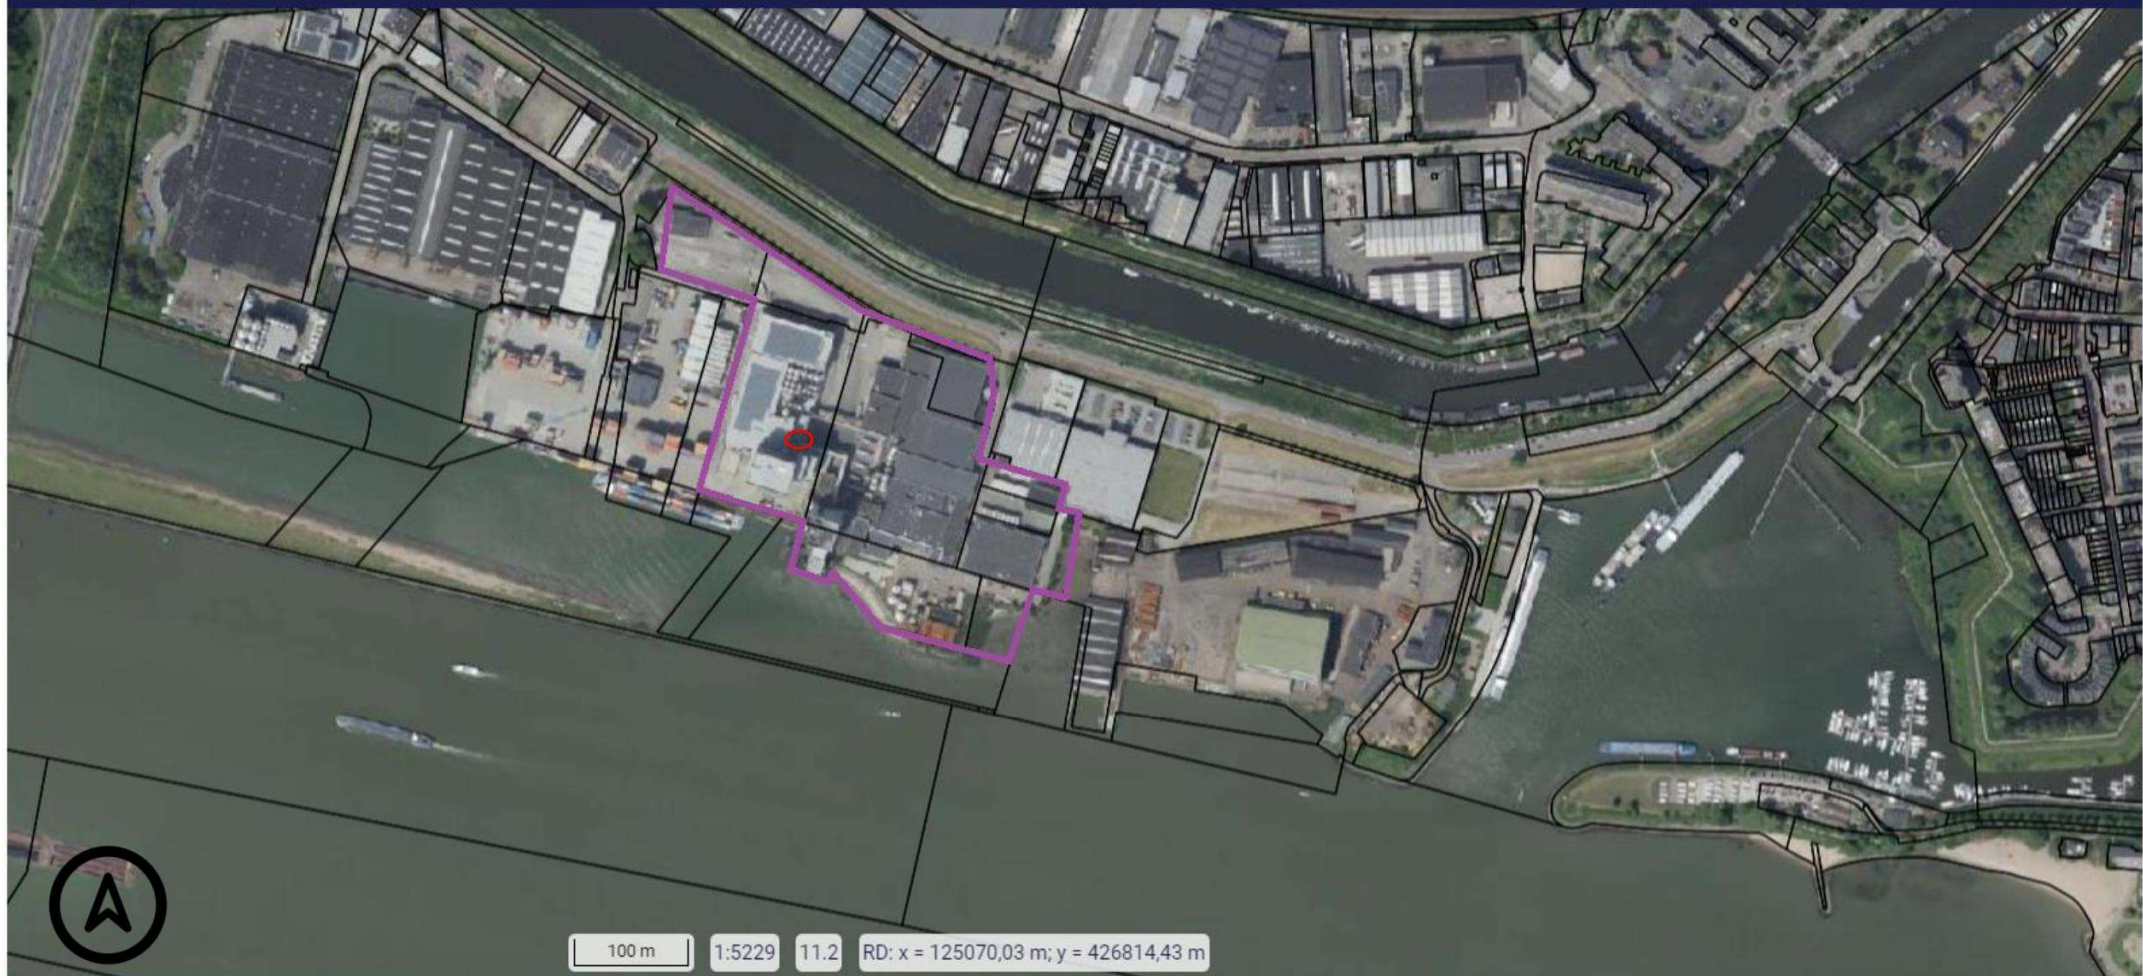 100 m
1:5229
11.2
RD: x = 125070,03 m; y = 426814,43 m